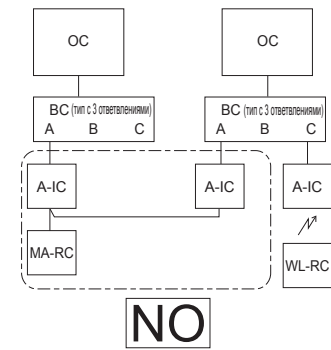 OC
OC
BC (тип с 3 ответвлениями)
A B C
BC (тип с 3 ответвлениями)
A B C
A-IC
A-IC
A-IC
MA-RC
WL-RC
NO